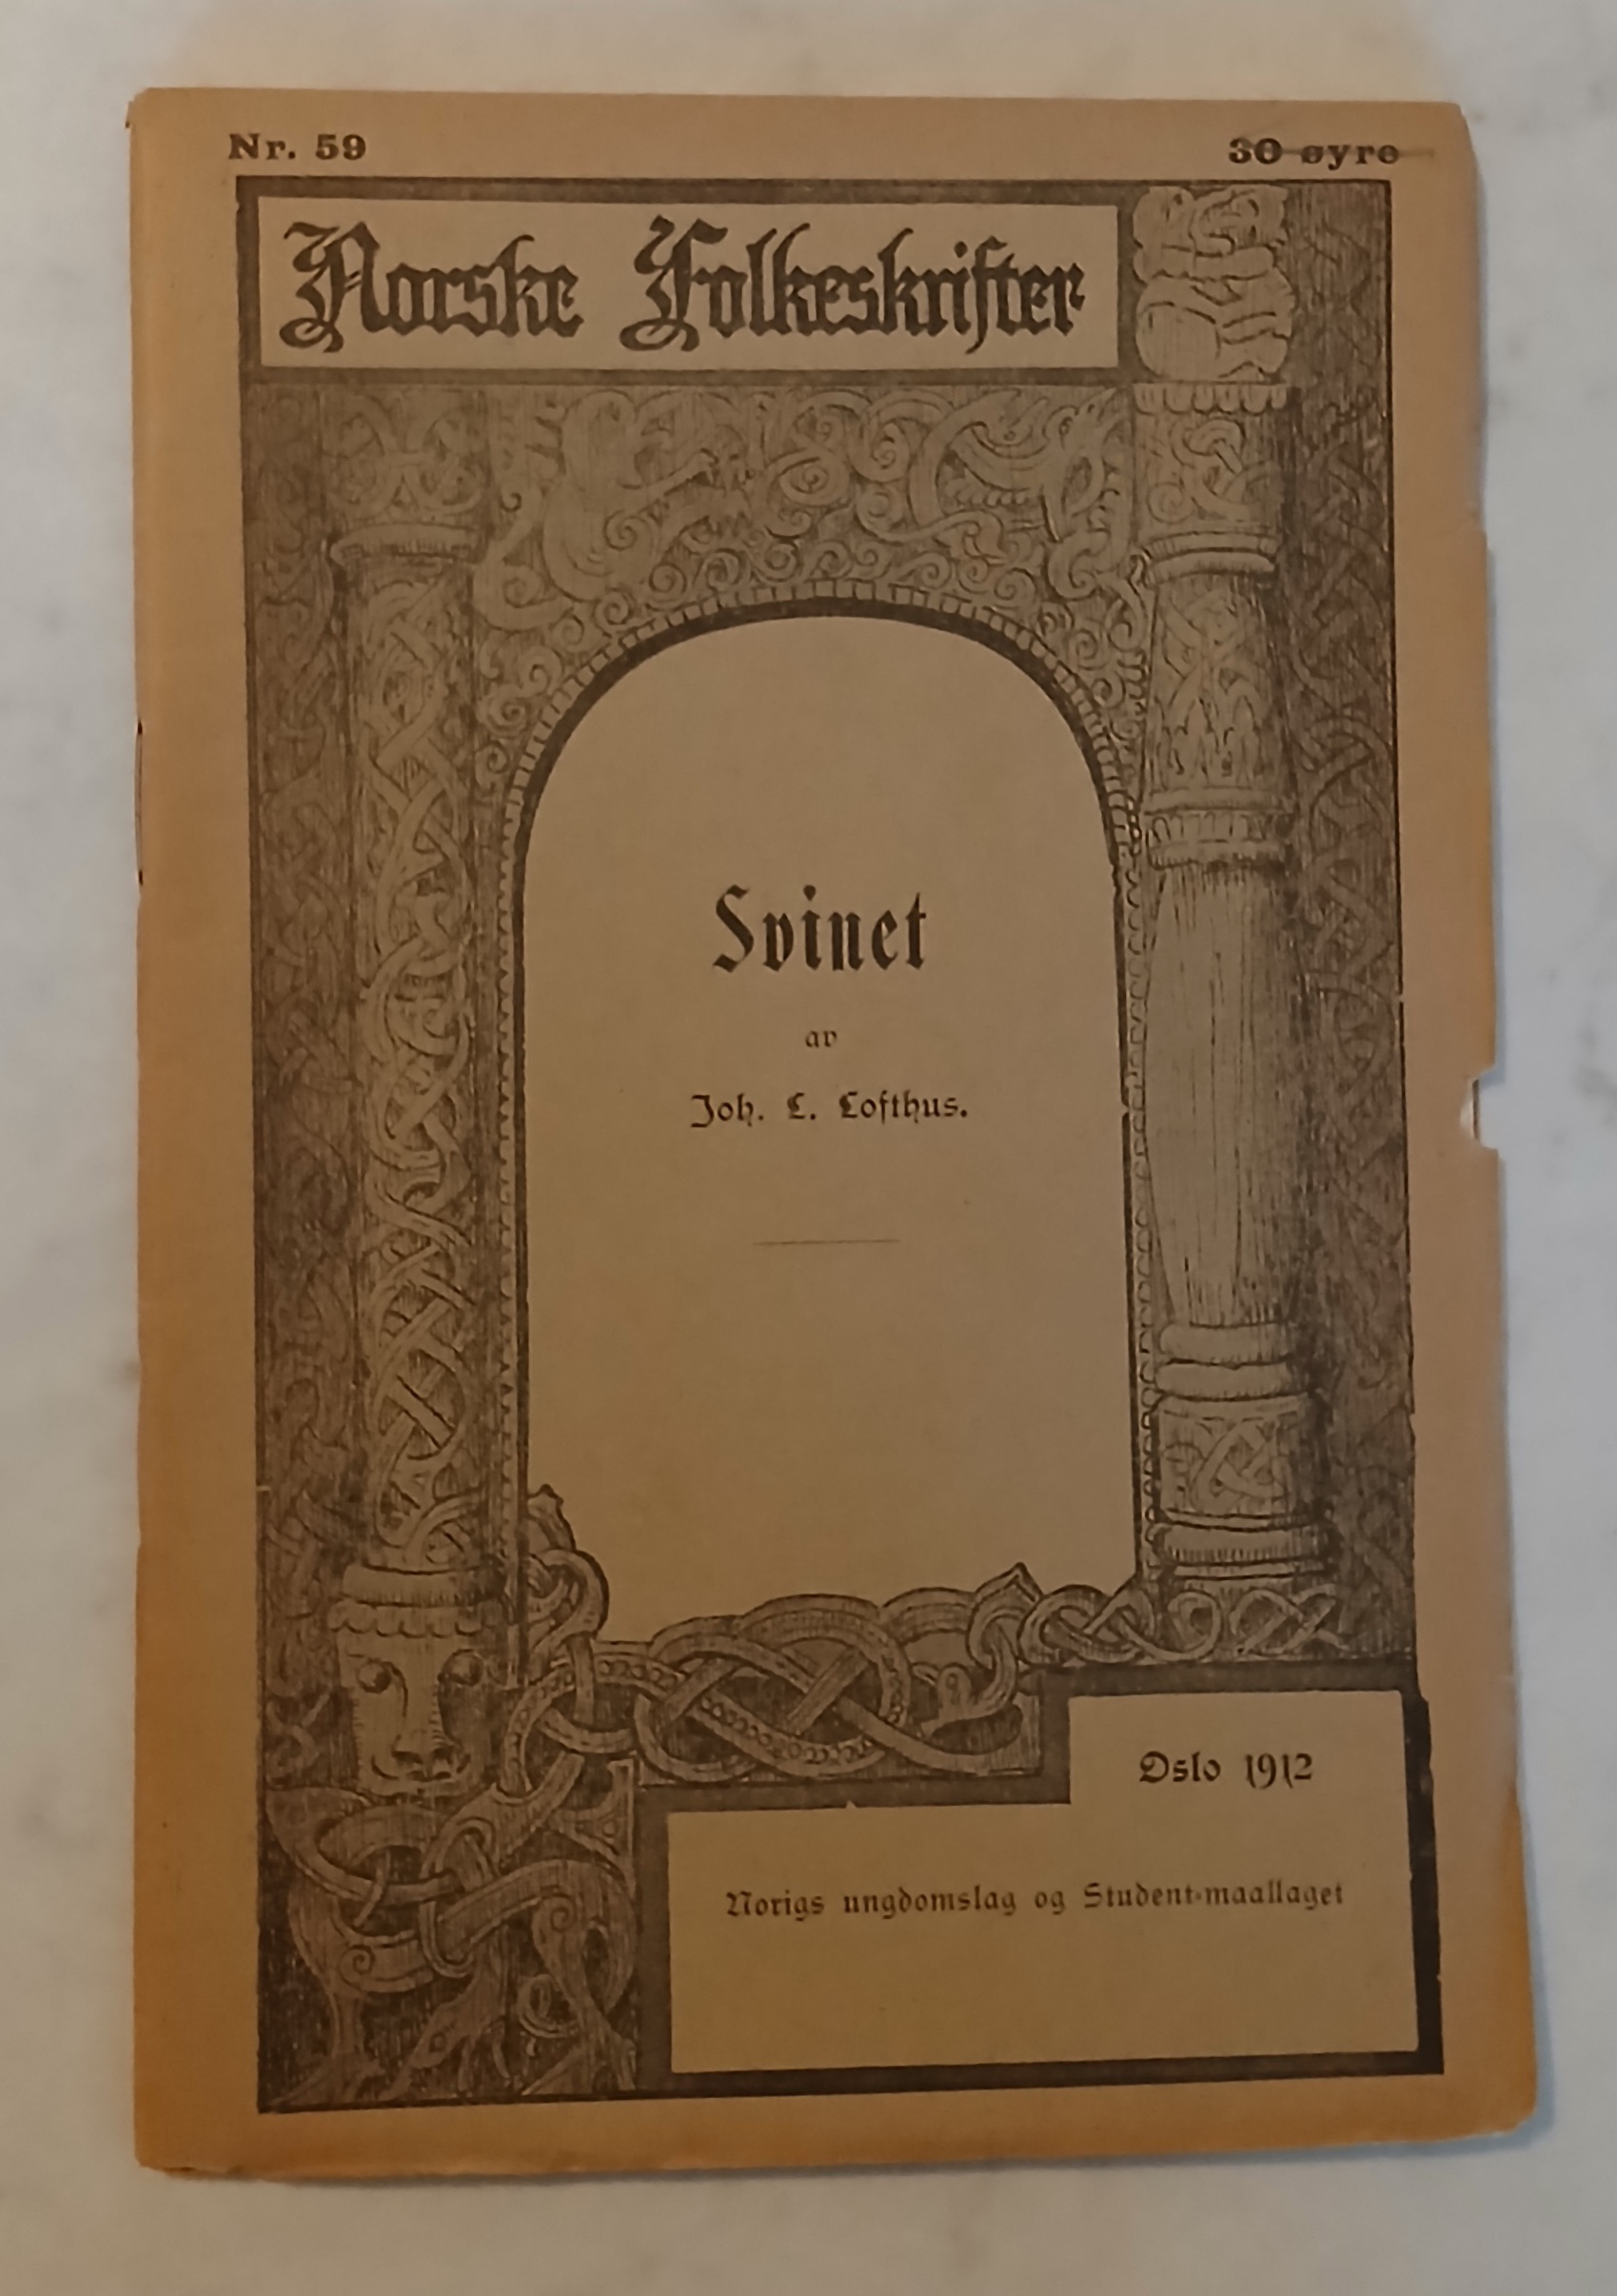 Nr. 59
30 øyre
Norske Folkeskrifter
Svinet
av
Joh. L. Lofthus.
Oslo 1912
Norigs ungdomslag og Student-maallaget